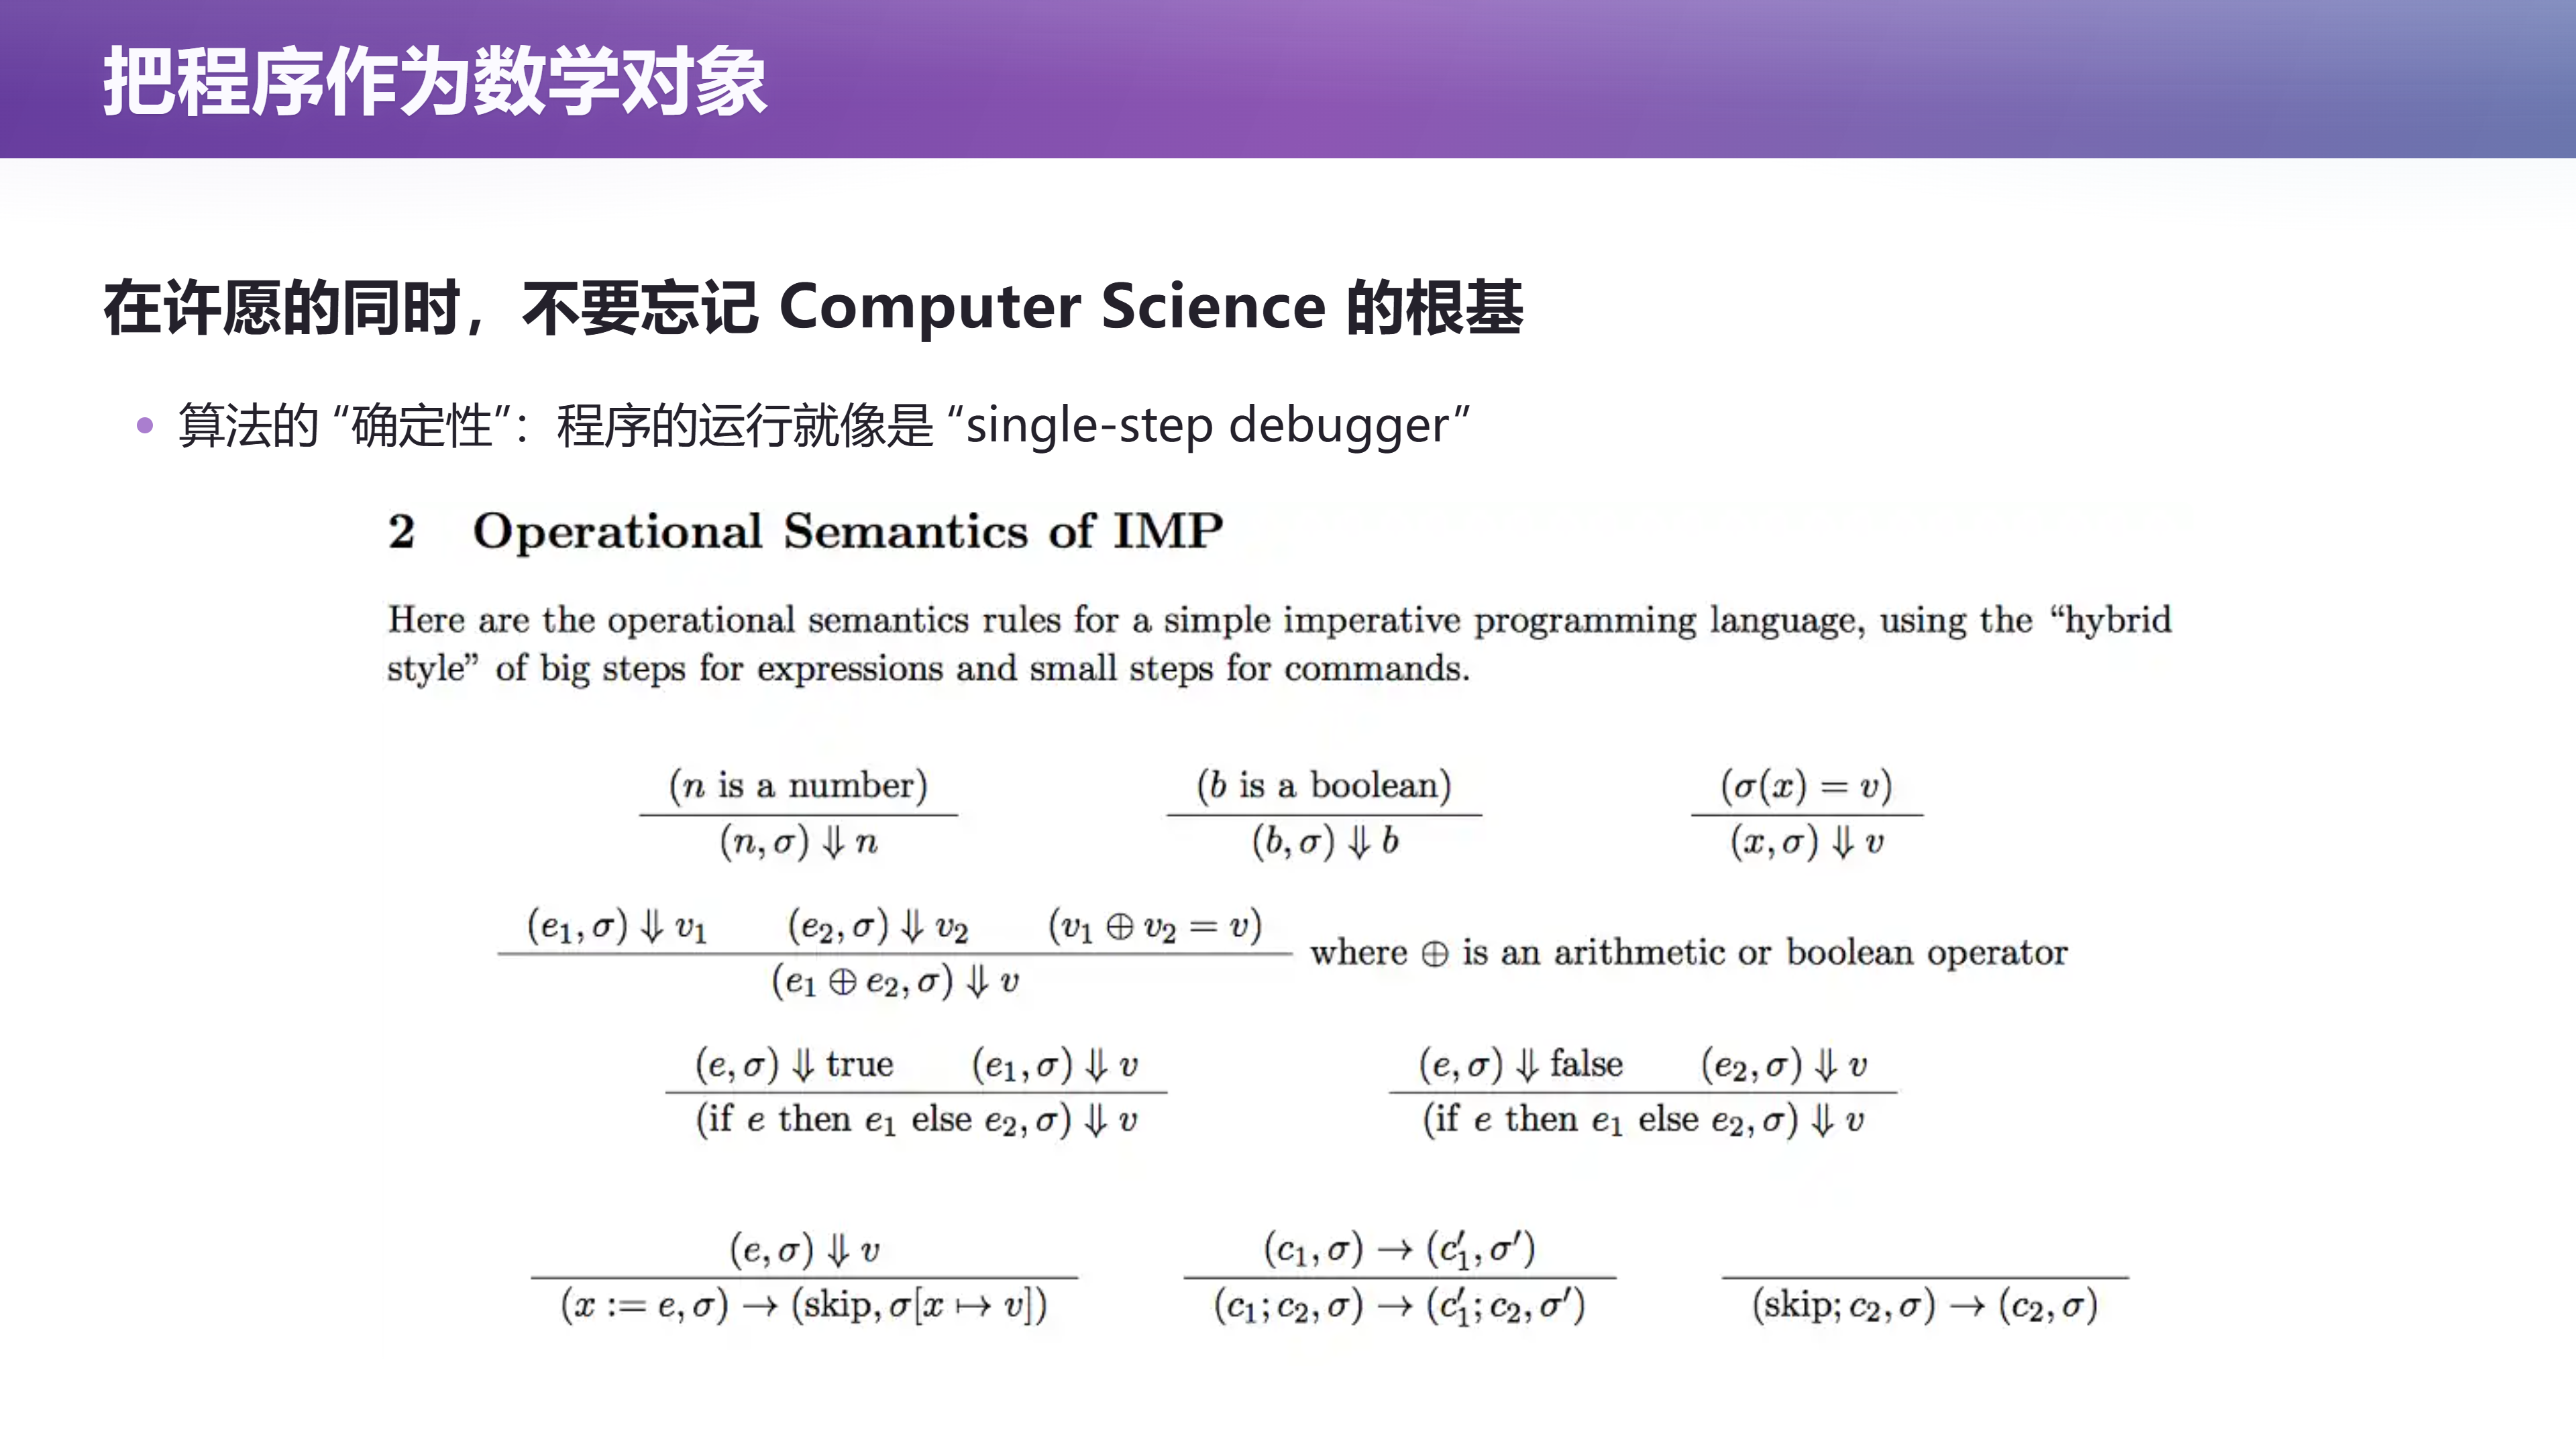 把程序作为数学对象
在许愿的同时，不要忘记 Computer Science 的根基
• 算法的 “确定性”：程序的运行就像是 “single-step debugger”
2 Operational Semantics of IMP
Here are the operational semantics rules for a simple imperative programming language, using the “hybrid
style” of big steps for expressions and small steps for commands.
(n is a number) (b is a boolean) (σ(x) = v)
(n, σ) ⇓ n (b, σ) ⇓ b (x, σ) ⇓ v
(e₁, σ) ⇓ v₁ (e₂, σ) ⇓ v₂ (v₁ ⊕ v₂ = v)
where ⊕ is an arithmetic or boolean operator
(e₁ ⊕ e₂, σ) ⇓ v
(e, σ) ⇓ true (e₁, σ) ⇓ v (e, σ) ⇓ false (e₂, σ) ⇓ v
(if e then e₁ else e₂, σ) ⇓ v (if e then e₁ else e₂, σ) ⇓ v
(e, σ) ⇓ v (c₁, σ) → (c₁′, σ′)
(x := e, σ) → (skip, σ[x ↦ v]) (c₁; c₂, σ) → (c₁′; c₂, σ′) (skip; c₂, σ) → (c₂, σ)